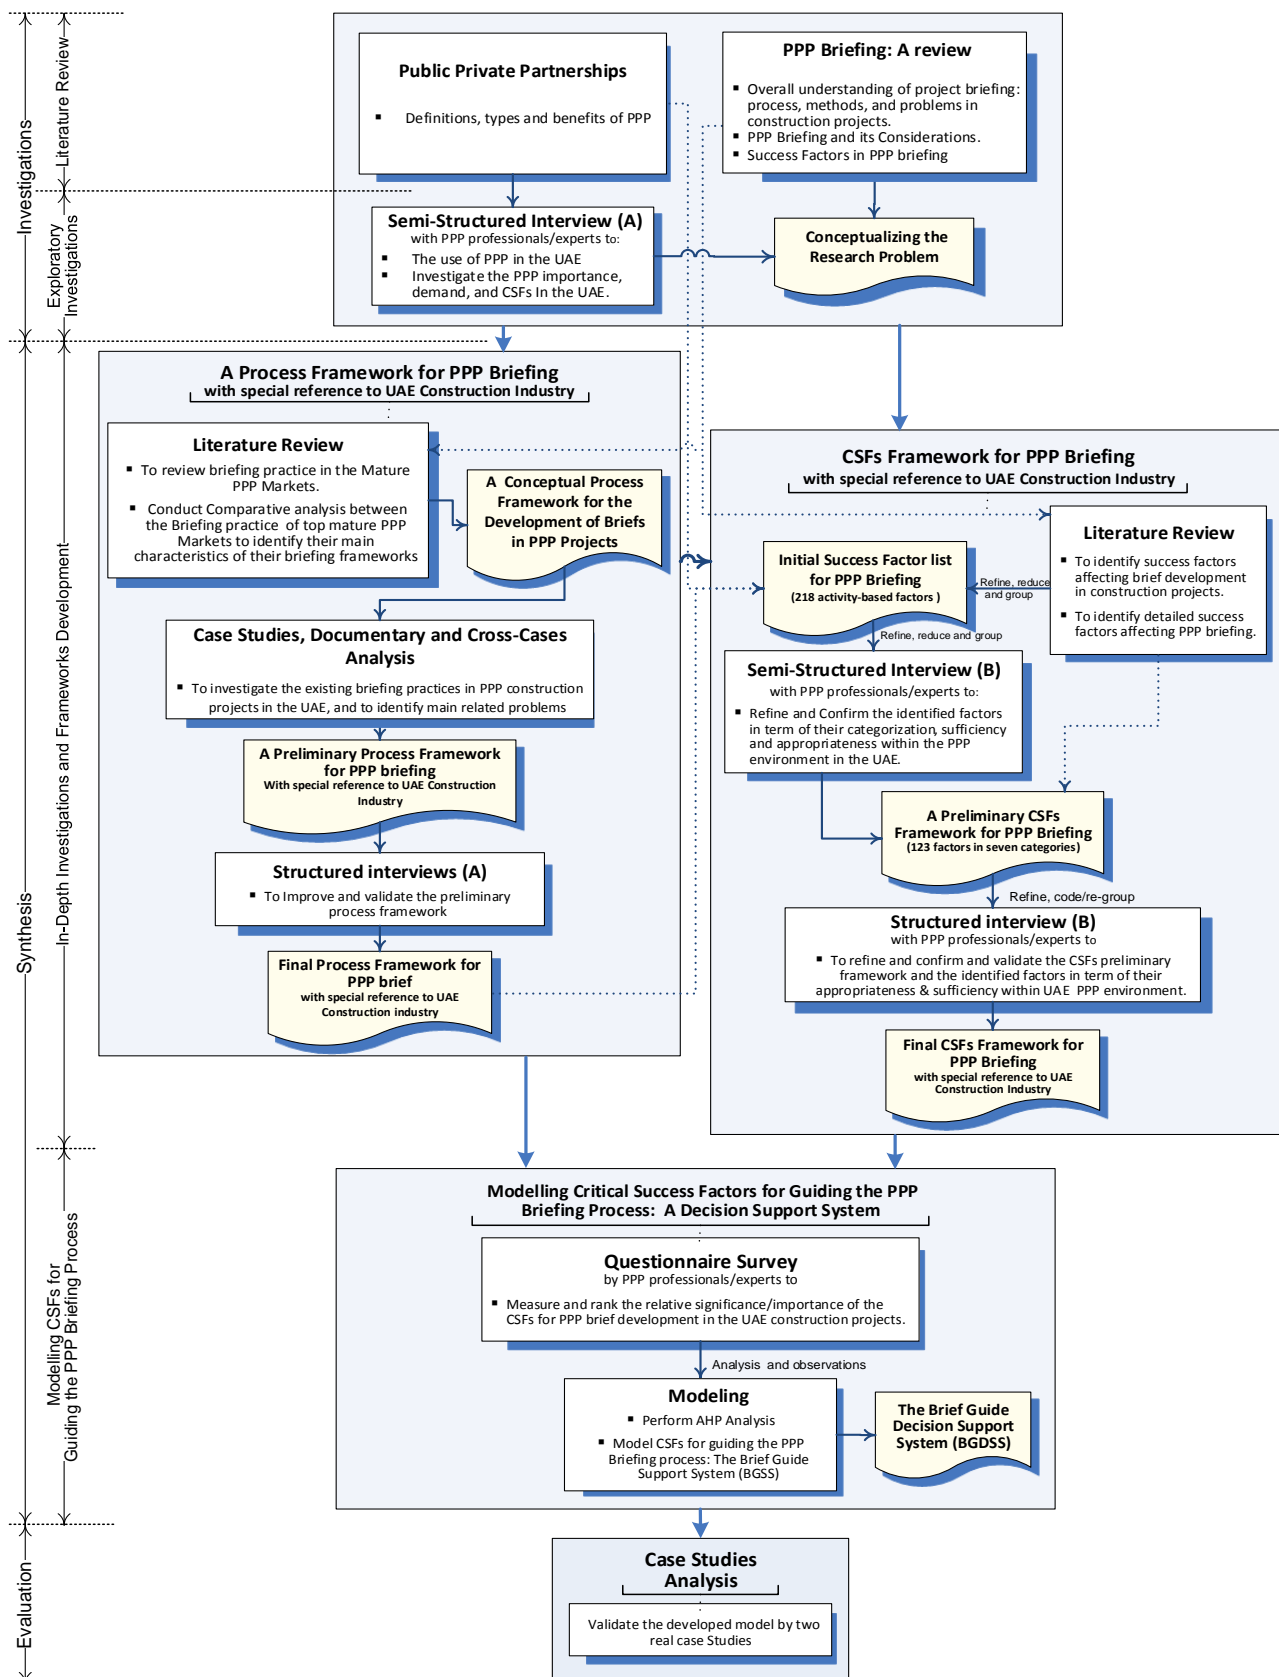 Investigations
Literature Review
Exploratory
Investigations
Public Private Partnerships
▪ Definitions, types and benefits of PPP
PPP Briefing: A review
▪ Overall understanding of project briefing:
process, methods, and problems in
construction projects.
▪ PPP Briefing and its Considerations.
▪ Success Factors in PPP briefing
Semi-Structured Interview (A)
with PPP professionals/experts to:
▪ The use of PPP in the UAE
▪ Investigate the PPP importance,
demand, and CSFs In the UAE.
Conceptualizing the
Research Problem
Synthesis
In-Depth Investigations and Frameworks Development
A Process Framework for PPP Briefing
with special reference to UAE Construction Industry
Literature Review
▪ To review briefing practice in the Mature
PPP Markets.
▪ Conduct Comparative analysis between
the Briefing practice of top mature PPP
Markets to identify their main
characteristics of their briefing frameworks
A Conceptual Process
Framework for the
Development of Briefs
in PPP Projects
Case Studies, Documentary and Cross-Cases
Analysis
▪ To investigate the existing briefing practices in PPP construction
projects in the UAE, and to identify main related problems
A Preliminary Process Framework
for PPP briefing
With special reference to UAE Construction
Industry
Structured interviews (A)
▪ To Improve and validate the preliminary
process framework
Final Process Framework for
PPP brief
with special reference to UAE
Construction industry
CSFs Framework for PPP Briefing
with special reference to UAE Construction Industry
Literature Review
▪ To identify success factors
affecting brief development
in construction projects.
▪ To identify detailed success
factors affecting PPP briefing.
Refine, reduce
and group
Initial Success Factor list
for PPP Briefing
(218 activity-based factors )
Refine, reduce and group
Semi-Structured Interview (B)
with PPP professionals/experts to:
▪ Refine and Confirm the identified factors
in term of their categorization, sufficiency
and appropriateness within the PPP
environment in the UAE.
A Preliminary CSFs
Framework for PPP Briefing
(123 factors in seven categories)
Refine, code/re-group
Structured interview (B)
with PPP professionals/experts to
▪ To refine and confirm and validate the CSFs preliminary
framework and the identified factors in term of their
appropriateness & sufficiency within UAE PPP environment.
Final CSFs Framework for
PPP Briefing
with special reference to UAE
Construction Industry
Modelling CSFs for
Guiding the PPP Briefing Process
Modelling Critical Success Factors for Guiding the PPP
Briefing Process: A Decision Support System
Questionnaire Survey
by PPP professionals/experts to
▪ Measure and rank the relative significance/importance of the
CSFs for PPP brief development in the UAE construction projects.
Analysis and observations
Modeling
▪ Perform AHP Analysis
▪ Model CSFs for guiding the PPP
Briefing process: The Brief Guide
Support System (BGSS)
The Brief Guide
Decision Support
System (BGDSS)
Evaluation
Case Studies
Analysis
Validate the developed model by two
real case Studies